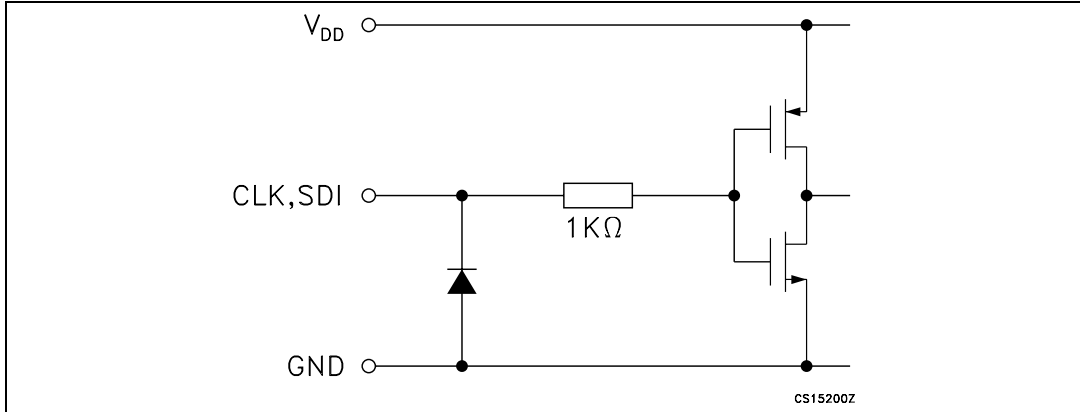 VDD
CLK,SDI
1KΩ
GND
CS15200Z